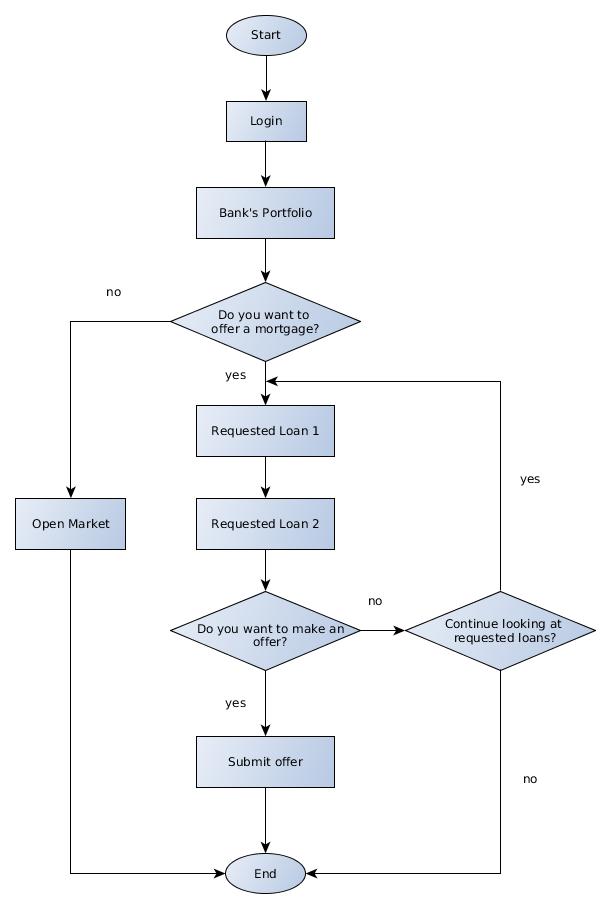 Start
Login
Bank's Portfolio
no
Do you want to
offer a mortgage?
yes
Requested Loan 1
yes
Open Market
Requested Loan 2
no
Do you want to make an
offer?
Continue looking at
requested loans?
yes
Submit offer
no
End